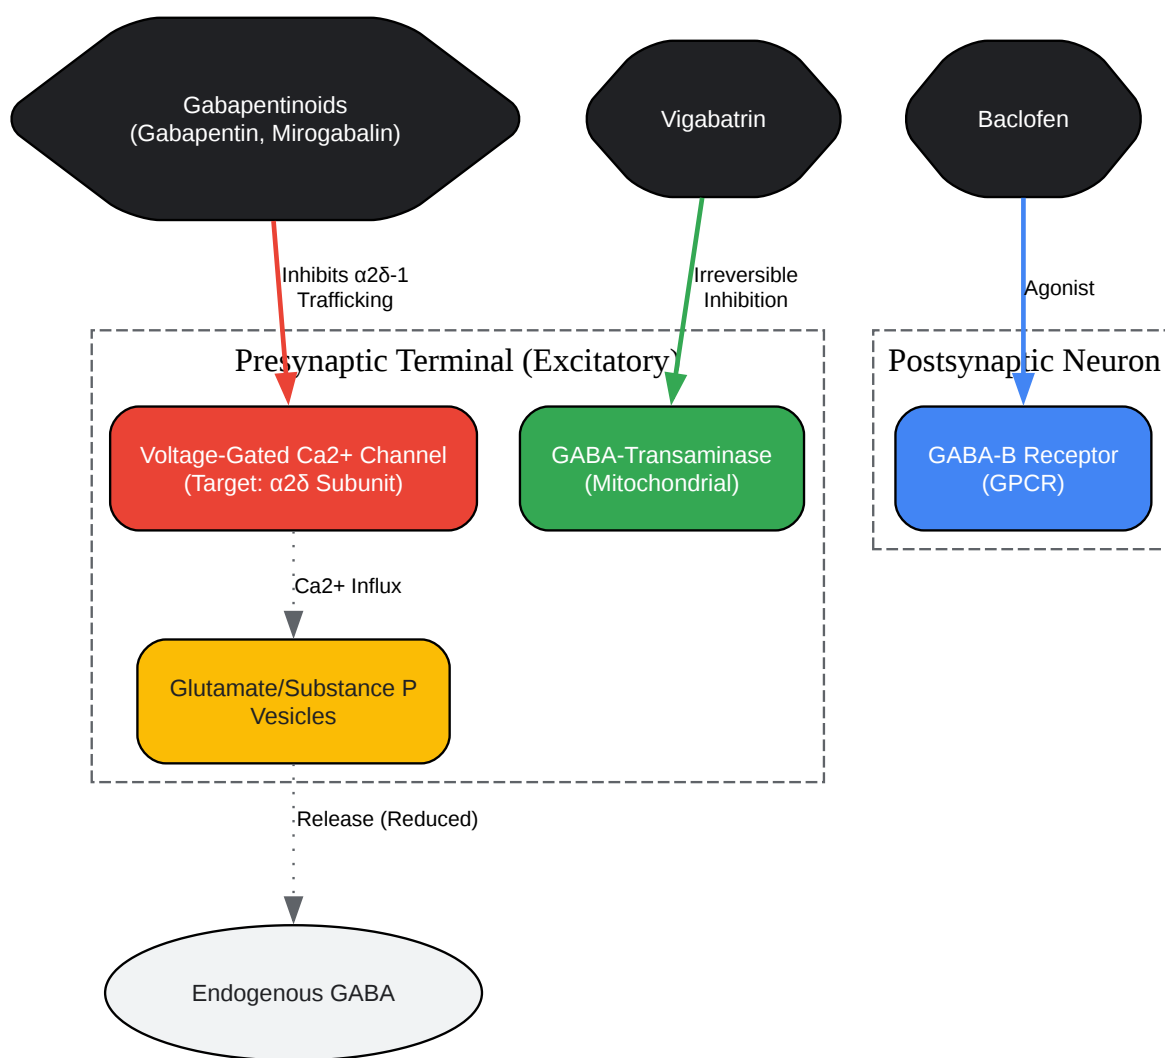 Gabapentinoids
(Gabapentin, Mirogabalin)
Vigabatrin
Baclofen
Inhibits α2δ-1
Trafficking
Irreversible
Inhibition
Agonist
Presynaptic Terminal (Excitatory)
Postsynaptic Neuron
Voltage-Gated Ca2+ Channel
(Target: α2δ Subunit)
GABA-Transaminase
(Mitochondrial)
GABA-B Receptor
(GPCR)
Ca2+ Influx
Glutamate/Substance P
Vesicles
Release (Reduced)
Endogenous GABA